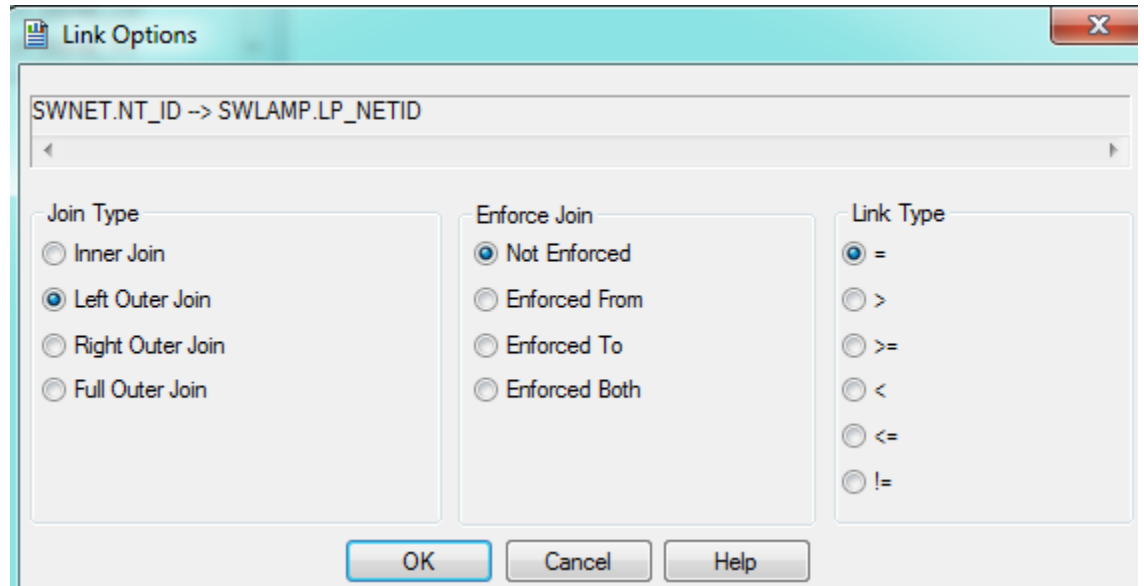 Link Options
X
SWNET.NT_ID --> SWLAMP.LP_NETID
Join Type
Inner Join
Left Outer Join
Right Outer Join
Full Outer Join
Enforce Join
Not Enforced
Enforced From
Enforced To
Enforced Both
Link Type
=
>
>=
<
<=
!=
OK
Cancel
Help